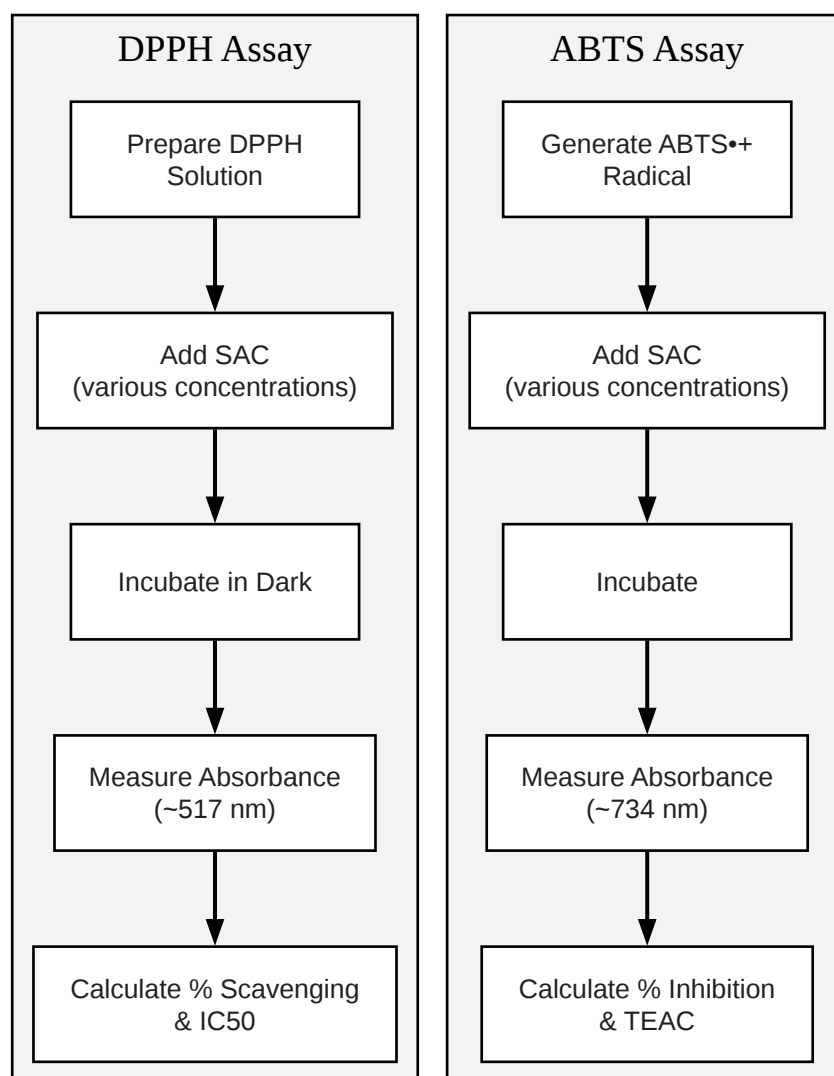 DPPH Assay
Prepare DPPH
Solution
Add SAC
(various concentrations)
Incubate in Dark
Measure Absorbance
(~517 nm)
Calculate % Scavenging
& IC50
ABTS Assay
Generate ABTS•+
Radical
Add SAC
(various concentrations)
Incubate
Measure Absorbance
(~734 nm)
Calculate % Inhibition
& TEAC